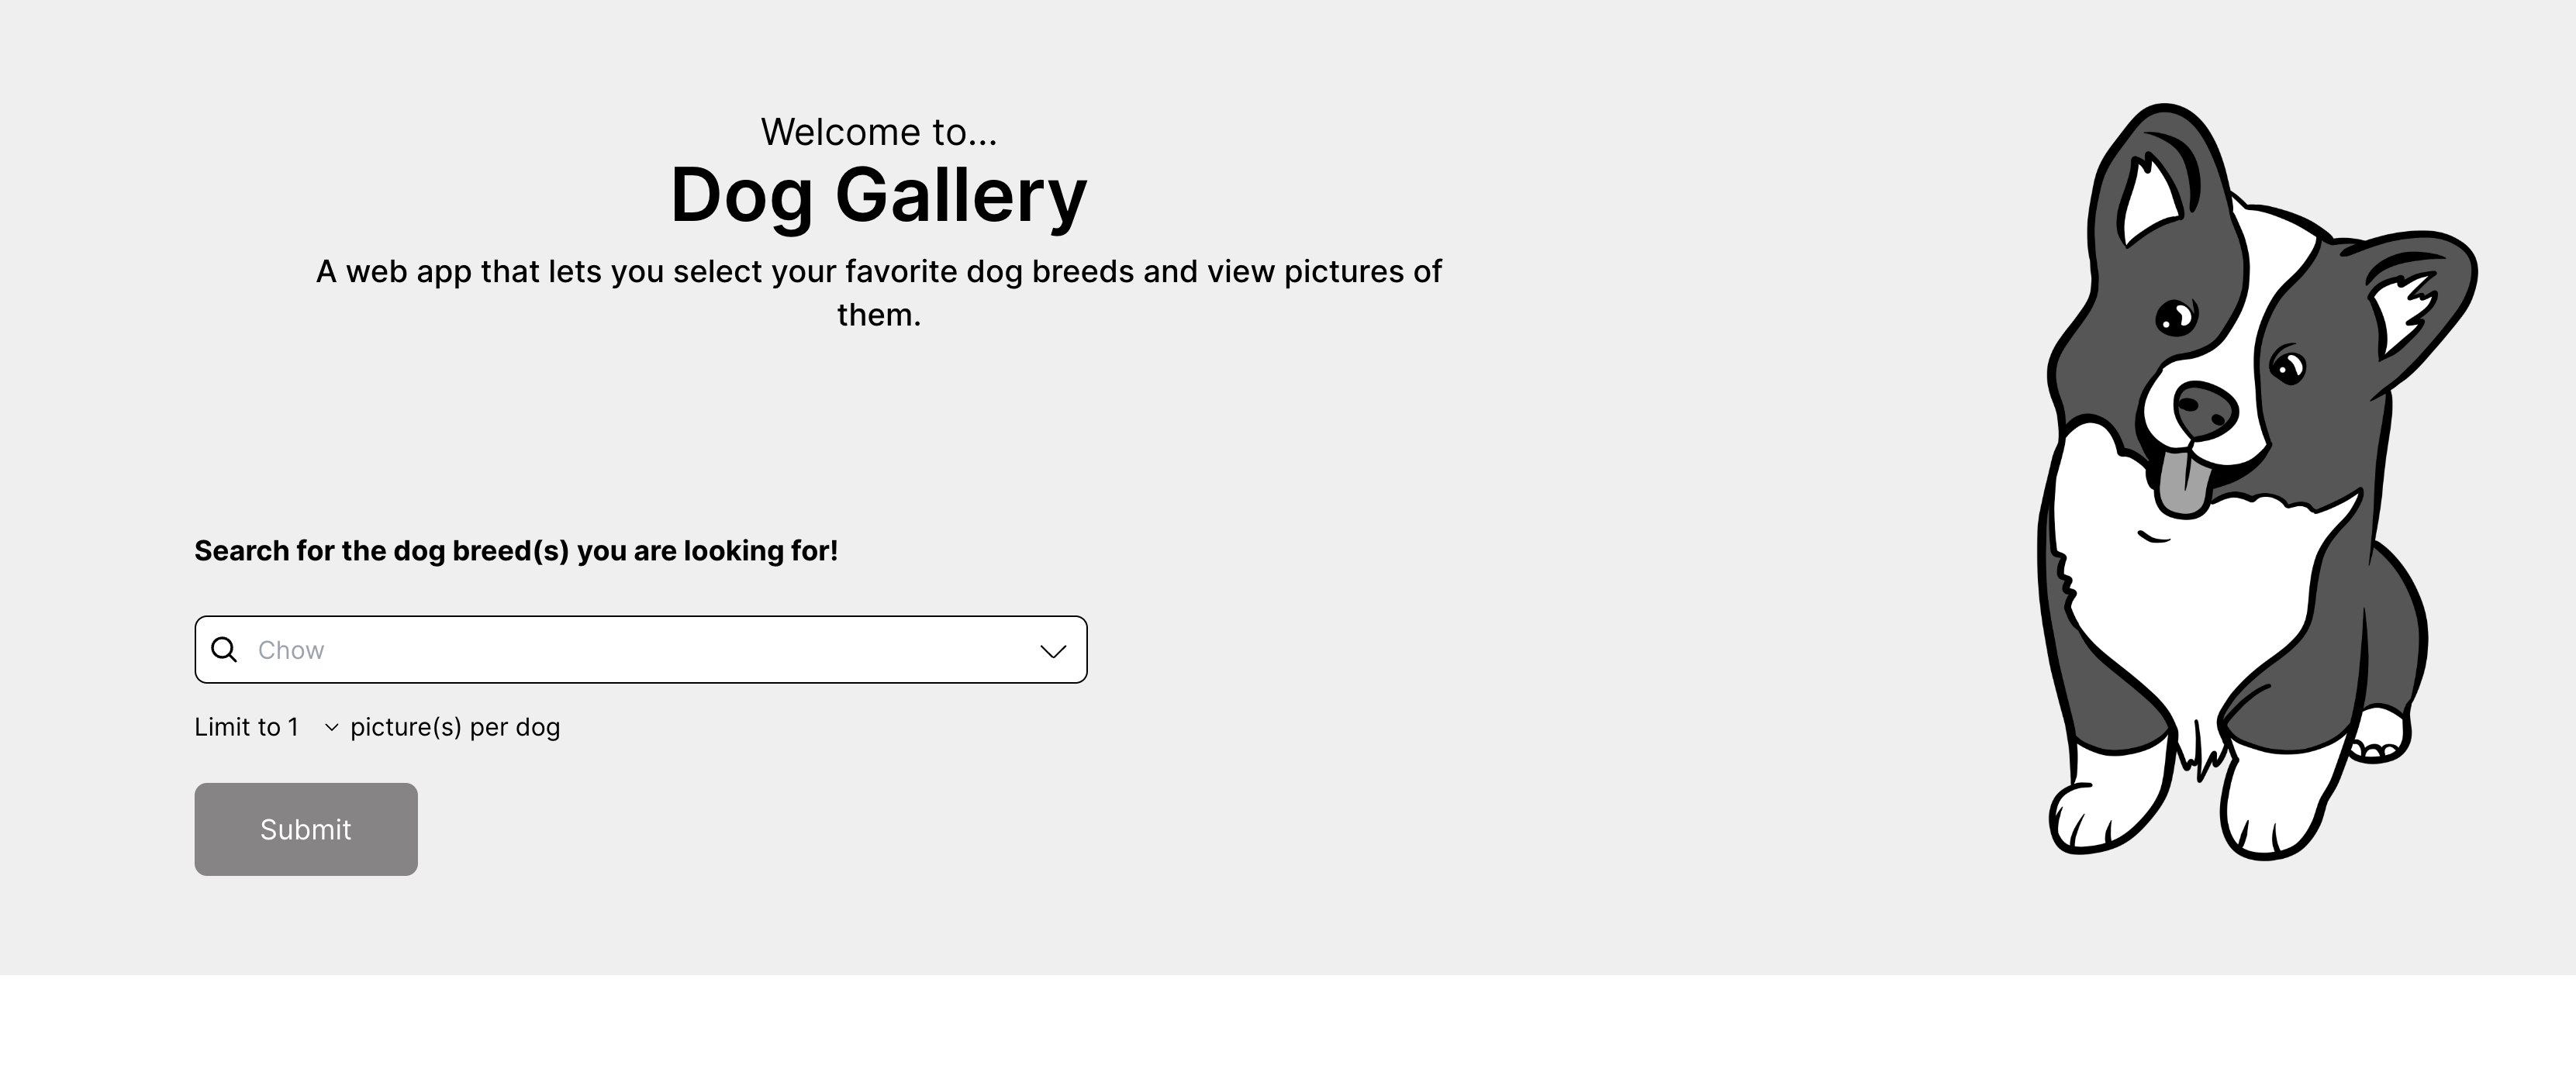 Welcome to...
Dog Gallery
A web app that lets you select your favorite dog breeds and view pictures of
them.
Search for the dog breed(s) you are looking for!
Chow
Limit to 1 picture(s) per dog
Submit